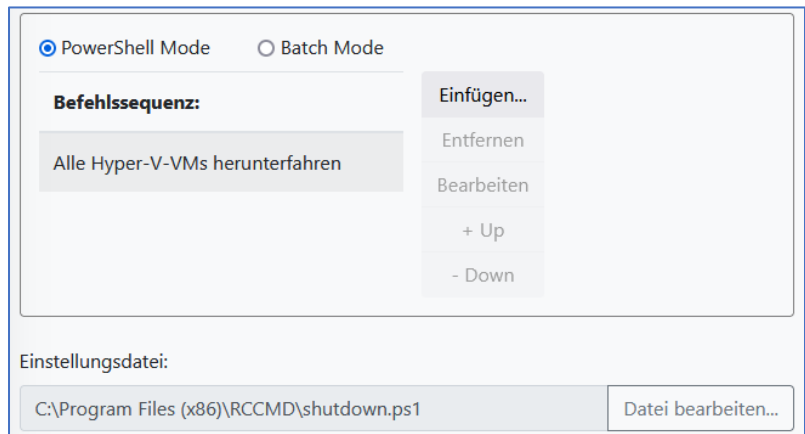 PowerShell Mode
Batch Mode
Befehlssequenz:
Alle Hyper-V-VMs herunterfahren
Einfügen...
Entfernen
Bearbeiten
+ Up
- Down
Einstellungsdatei:
C:\Program Files (x86)\RCCMD\shutdown.ps1
Datei bearbeiten...